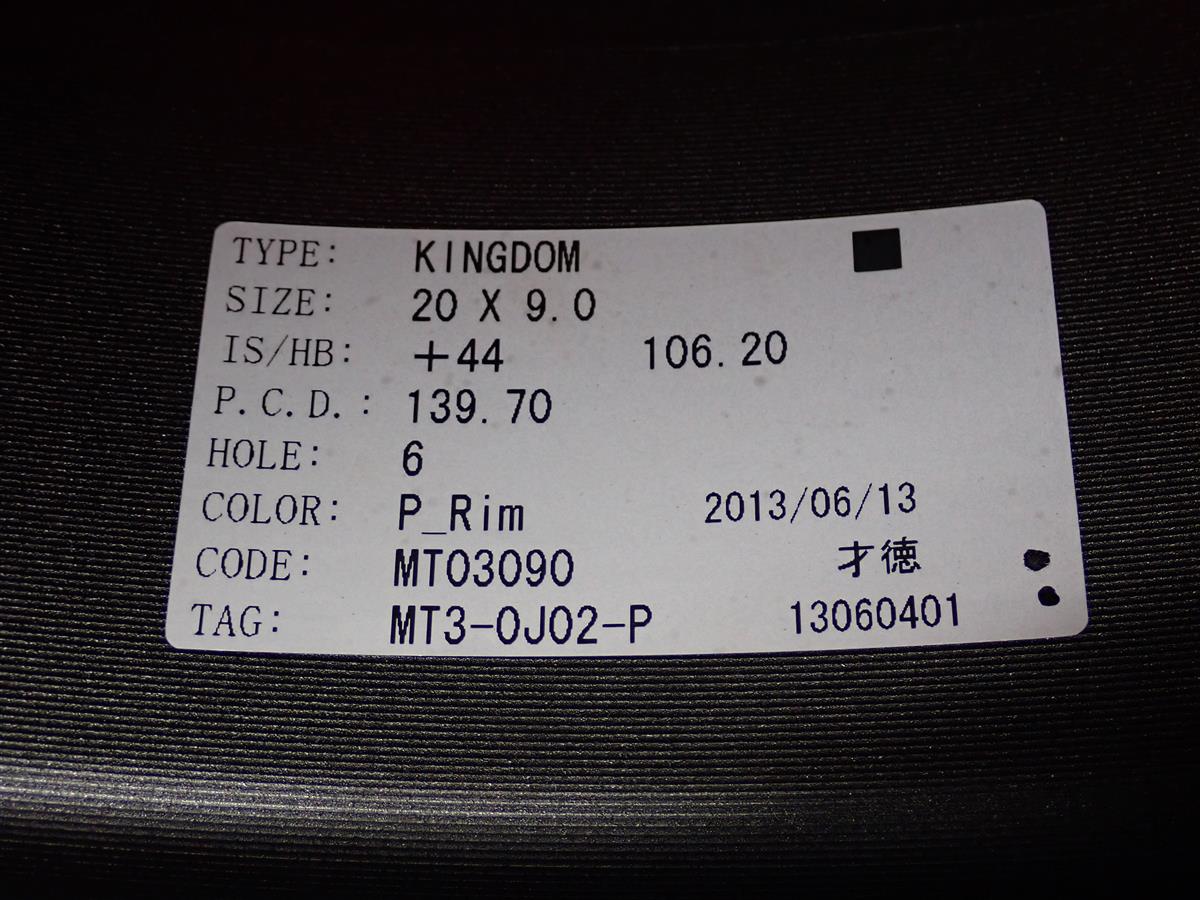 TYPE: KINGDOM
SIZE: 20 X 9.0
IS/HB: +44 106.20
P.C.D.: 139.70
HOLE: 6
COLOR: P_Rim 2013/06/13
CODE: MT03090 才徳
TAG: MT3-0J02-P 13060401